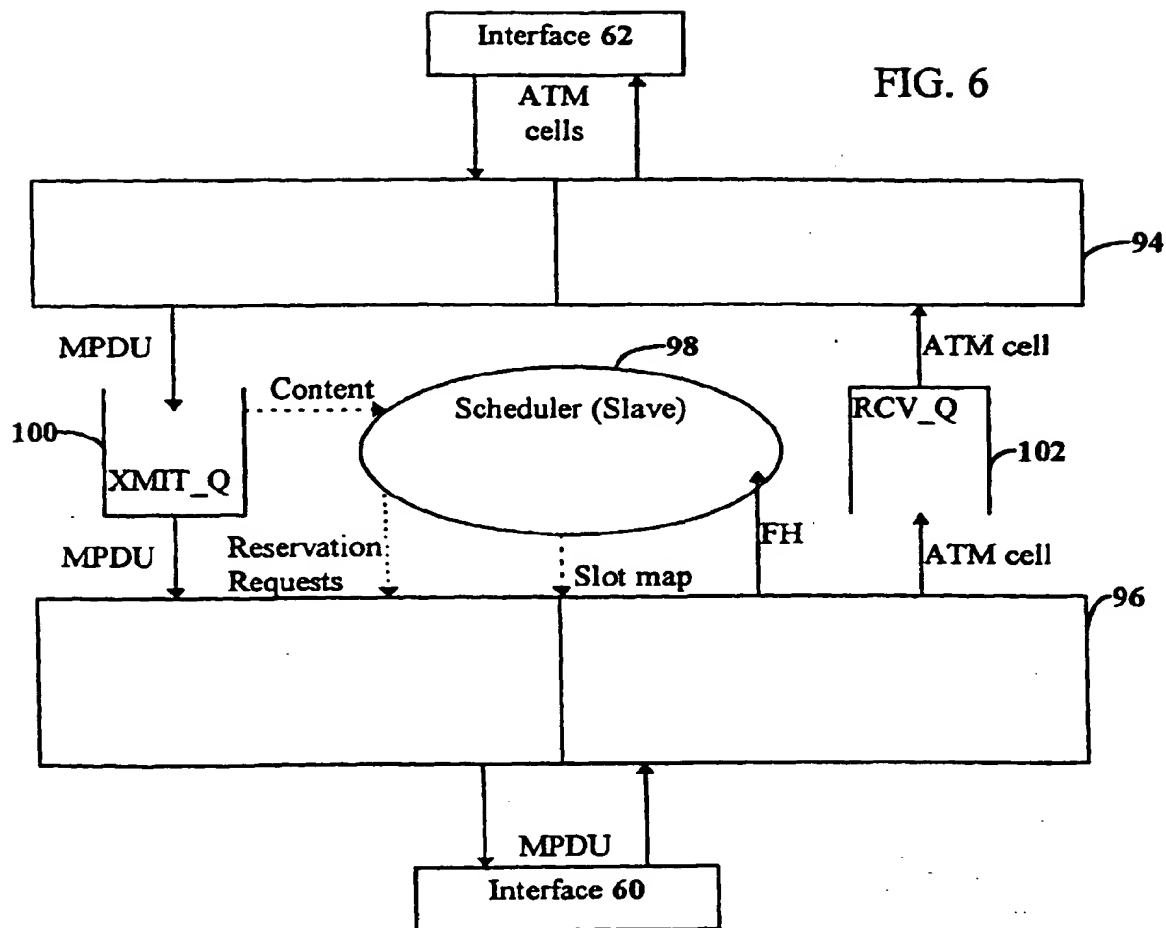 Interface 62
FIG. 6
ATM
cells
94
MPDU
98
ATM cell
Content
Scheduler (Slave)
RCV_Q
100
102
XMIT_Q
MPDU
Reservation
Requests
Slot map
FH
ATM cell
96
MPDU
Interface 60